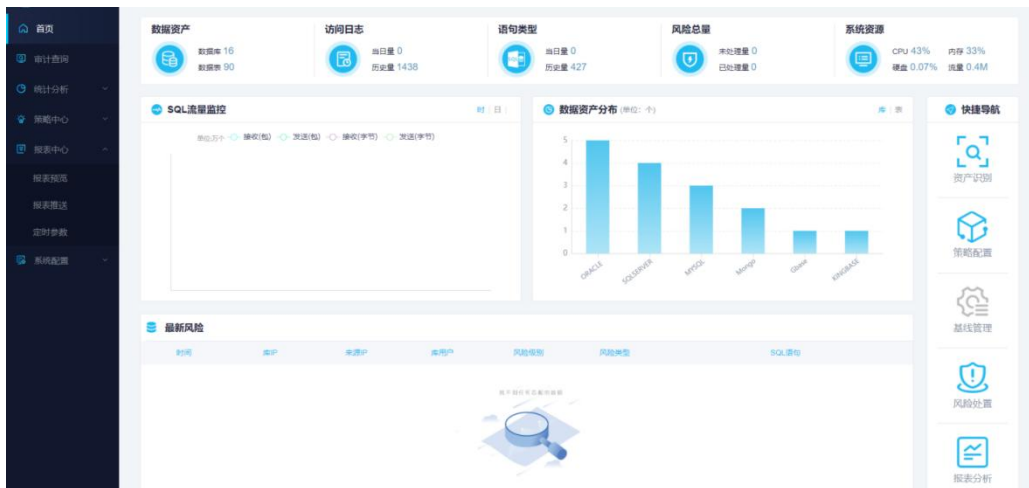 首页
审计查询
统计分析
策略中心
报表中心
报表预览
报表推送
定时参数
系统配置
数据资产
数据库 16
数据表 90
访问日志
当日量 0
历史量 1438
语句类型
当日量 0
历史量 427
风险总量
未处理量 0
已处理量 0
系统资源
CPU 43% 内存 33%
硬盘 0.07% 流量 0.4M
SQL流量监控 时 | 日
单位:万个 接收(包) 发送(包) 接收(字节) 发送(字节)
数据资产分布 (单位:个) 库 | 表
5
4
3
2
1
0
ORACLE SQLSERVER MYSQL Mongo Gbase KINGBASE
快捷导航
资产识别
策略配置
基线管理
风险处置
报表分析
最新风险
时间 库IP 来源IP 库用户 风险级别 风险类型 SQL语句